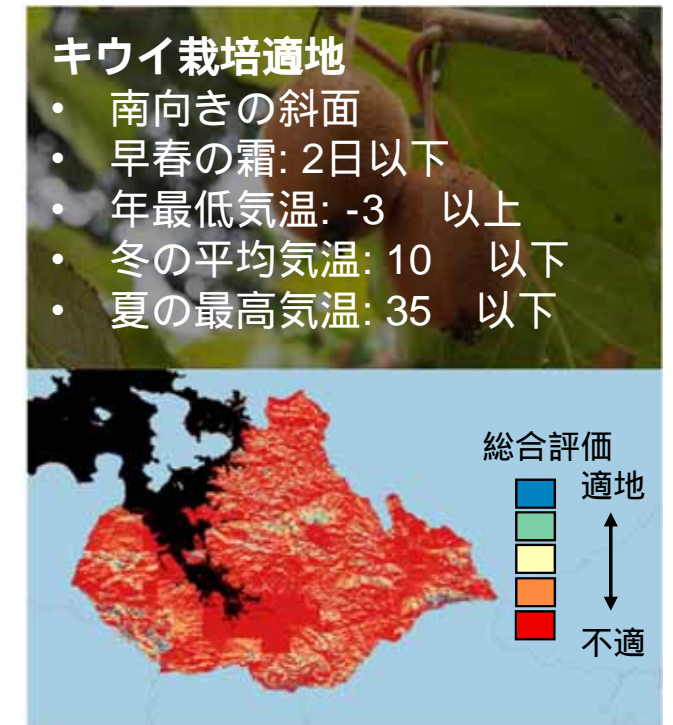 キウイ栽培適地
• 南向きの斜面
• 早春の霜: 2日以下
• 年最低気温: -3 以上
• 冬の平均気温: 10 以下
• 夏の最高気温: 35 以下
総合評価
適地
不適